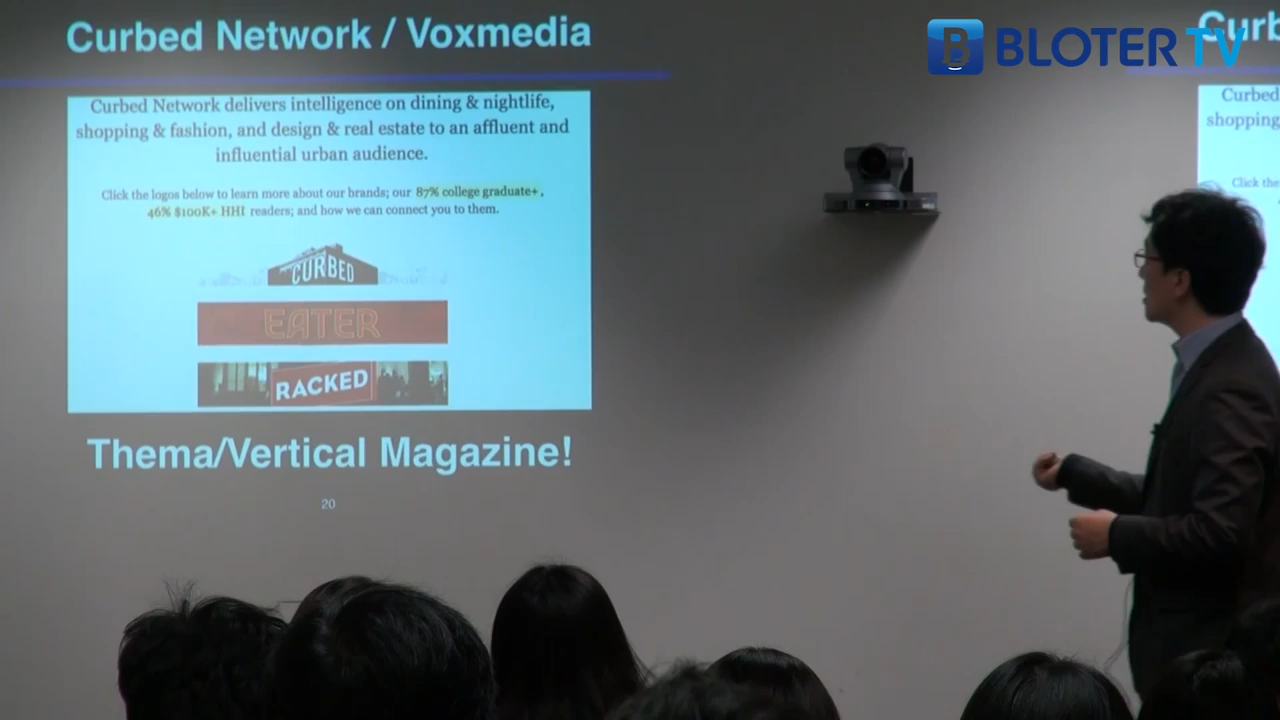 Curbed Network / Voxmedia
Curbed Network delivers intelligence on dining & nightlife,
shopping & fashion, and design & real estate to an affluent and
influential urban audience.
Click the logos below to learn more about our brands; our 87% college graduate+ ,
46% $100K+ HHI readers; and how we can connect you to them.
CURBED
EATER
RACKED
Thema/Vertical Magazine!
20
B BLOTER TV
Curb
Curbed
shopping
Click the